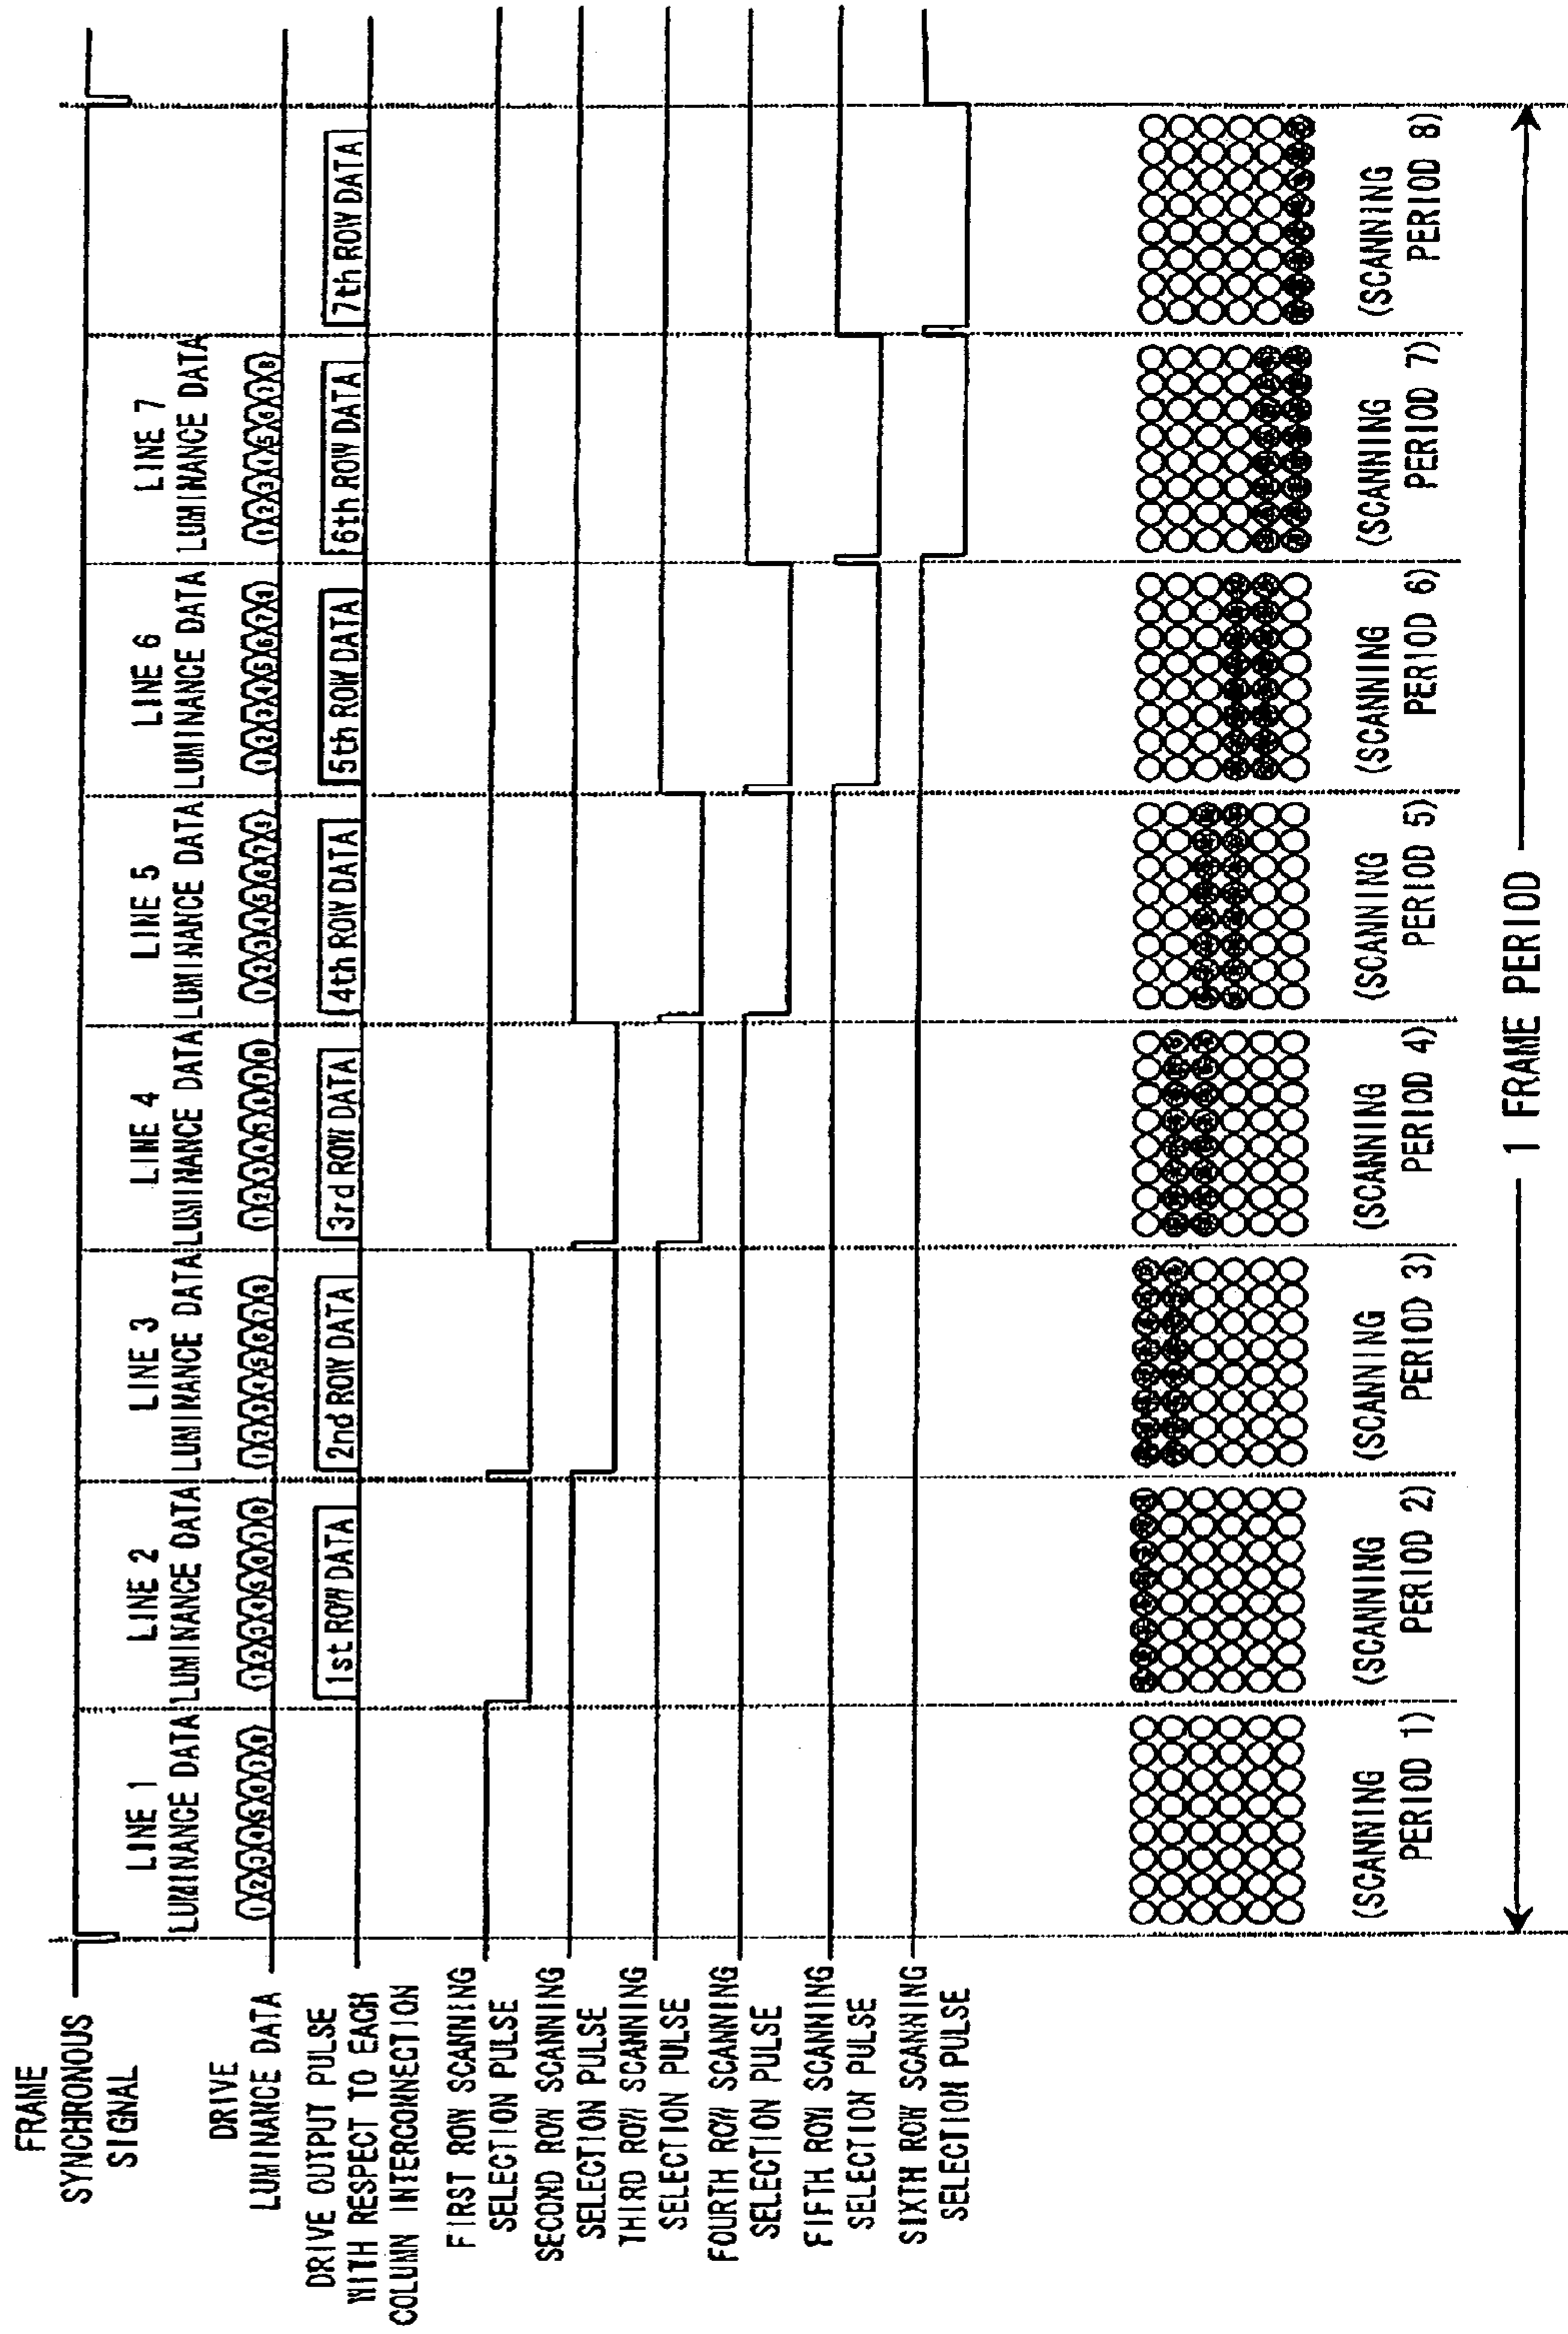 FRAME
SYNCHRONOUS
SIGNAL
LINE 1
LUMINANCE DATA
LINE 2
LUMINANCE DATA
LINE 3
LUMINANCE DATA
LINE 4
LUMINANCE DATA
LINE 5
LUMINANCE DATA
LINE 6
LUMINANCE DATA
LINE 7
LUMINANCE DATA
DRIVE
LUMINANCE DATA
DRIVE OUTPUT PULSE
WITH RESPECT TO EACH
COLUMN INTERCONNECTION
1st ROW DATA
2nd ROW DATA
3rd ROW DATA
4th ROW DATA
5th ROW DATA
6th ROW DATA
7th ROW DATA
FIRST ROW SCANNING
SELECTION PULSE
SECOND ROW SCANNING
SELECTION PULSE
THIRD ROW SCANNING
SELECTION PULSE
FOURTH ROW SCANNING
SELECTION PULSE
FIFTH ROW SCANNING
SELECTION PULSE
SIXTH ROW SCANNING
SELECTION PULSE
(SCANNING
PERIOD 1)
(SCANNING
PERIOD 2)
(SCANNING
PERIOD 3)
(SCANNING
PERIOD 4)
(SCANNING
PERIOD 5)
(SCANNING
PERIOD 6)
(SCANNING
PERIOD 7)
(SCANNING
PERIOD 8)
1 FRAME PERIOD